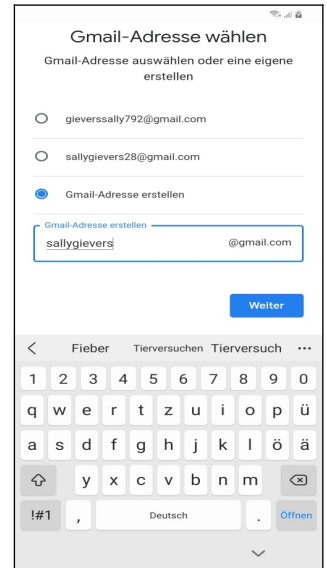 Gmail-Adresse wählen
Gmail-Adresse auswählen oder eine eigene
erstellen
gieverssally792@gmail.com
sallygievers28@gmail.com
Gmail-Adresse erstellen
Gmail-Adresse erstellen
sallygievers @gmail.com
Weiter
Fieber Tierversuchen Tierversuch ...
1 2 3 4 5 6 7 8 9 0
q w e r t z u i o p ü
a s d f g h j k l ö ä
y x c v b n m
!#1 , Deutsch . Öffnen